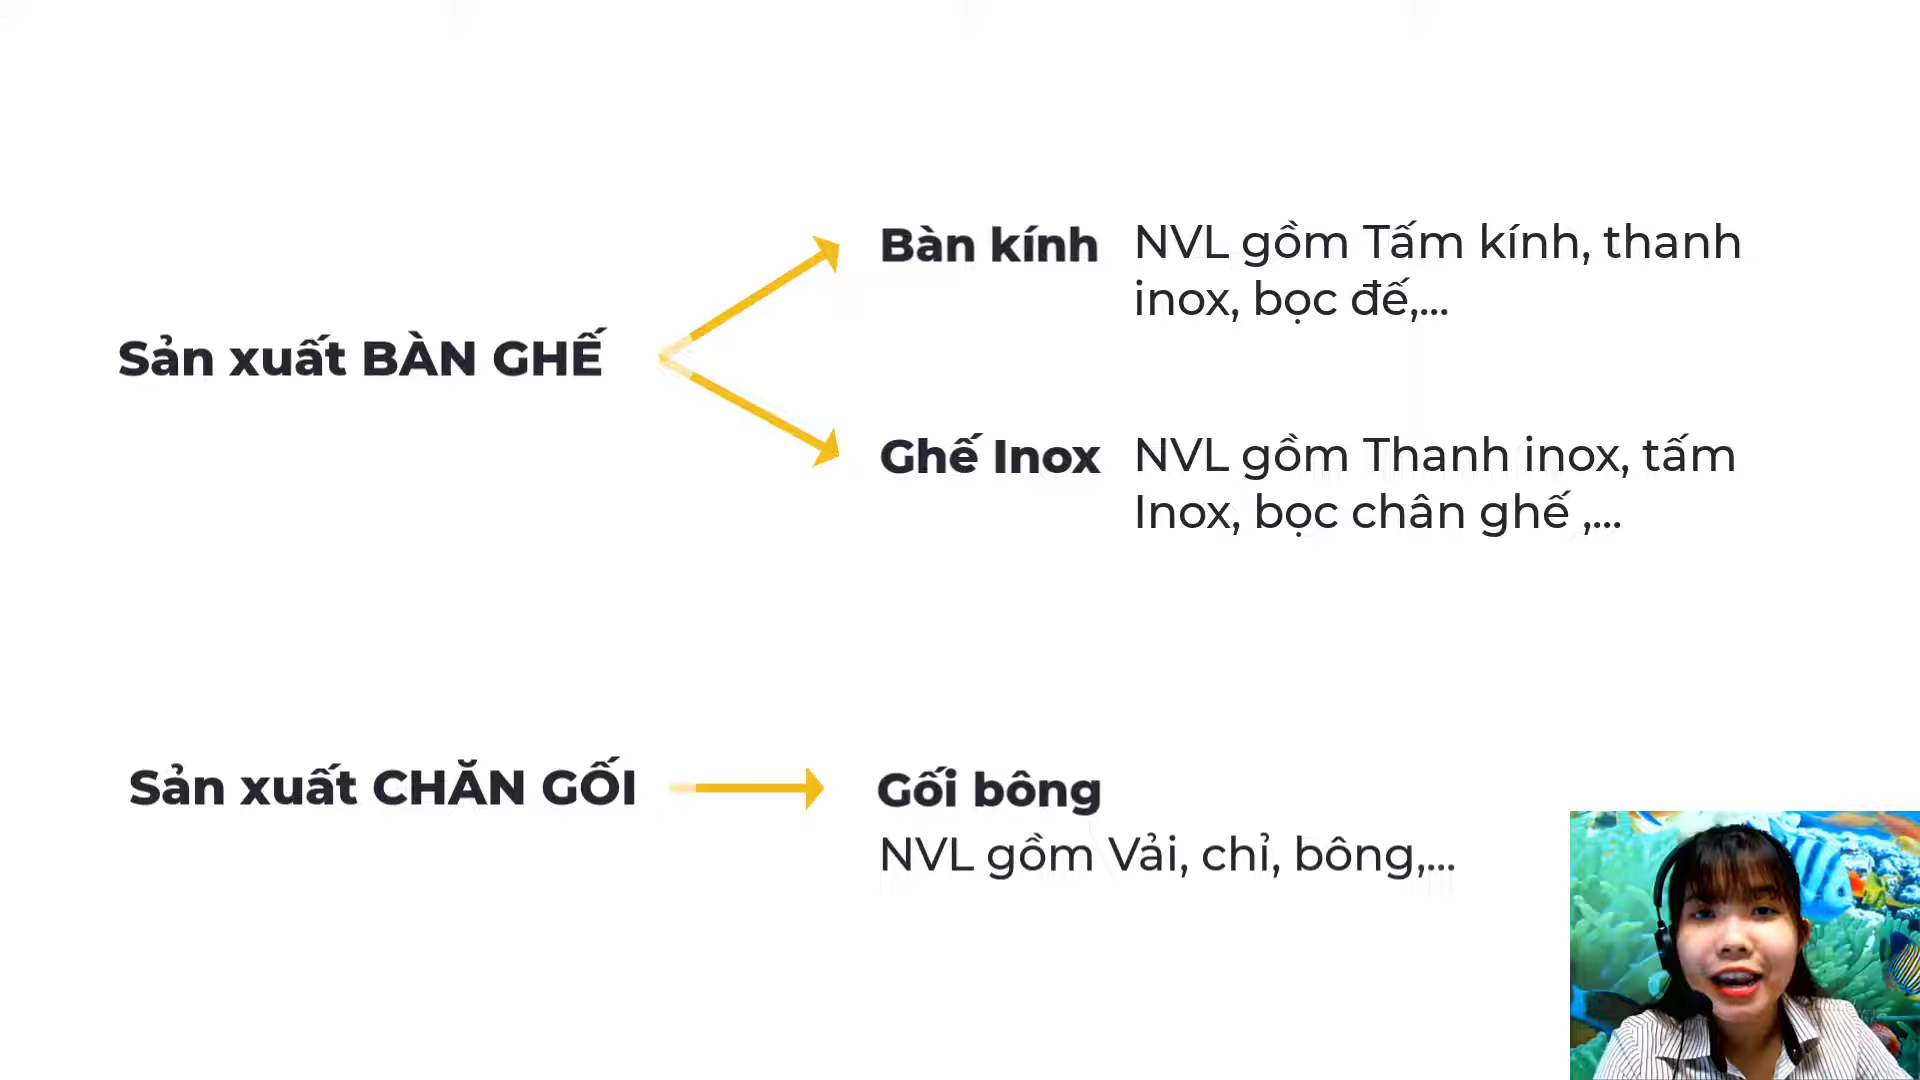 Sản xuất BÀN GHẾ
Bàn kính
NVL gồm Tấm kính, thanh
inox, bọc đế,...
Ghế Inox
NVL gồm Thanh inox, tấm
Inox, bọc chân ghế ,...
Sản xuất CHĂN GỐI
Gối bông
NVL gồm Vải, chỉ, bông,...